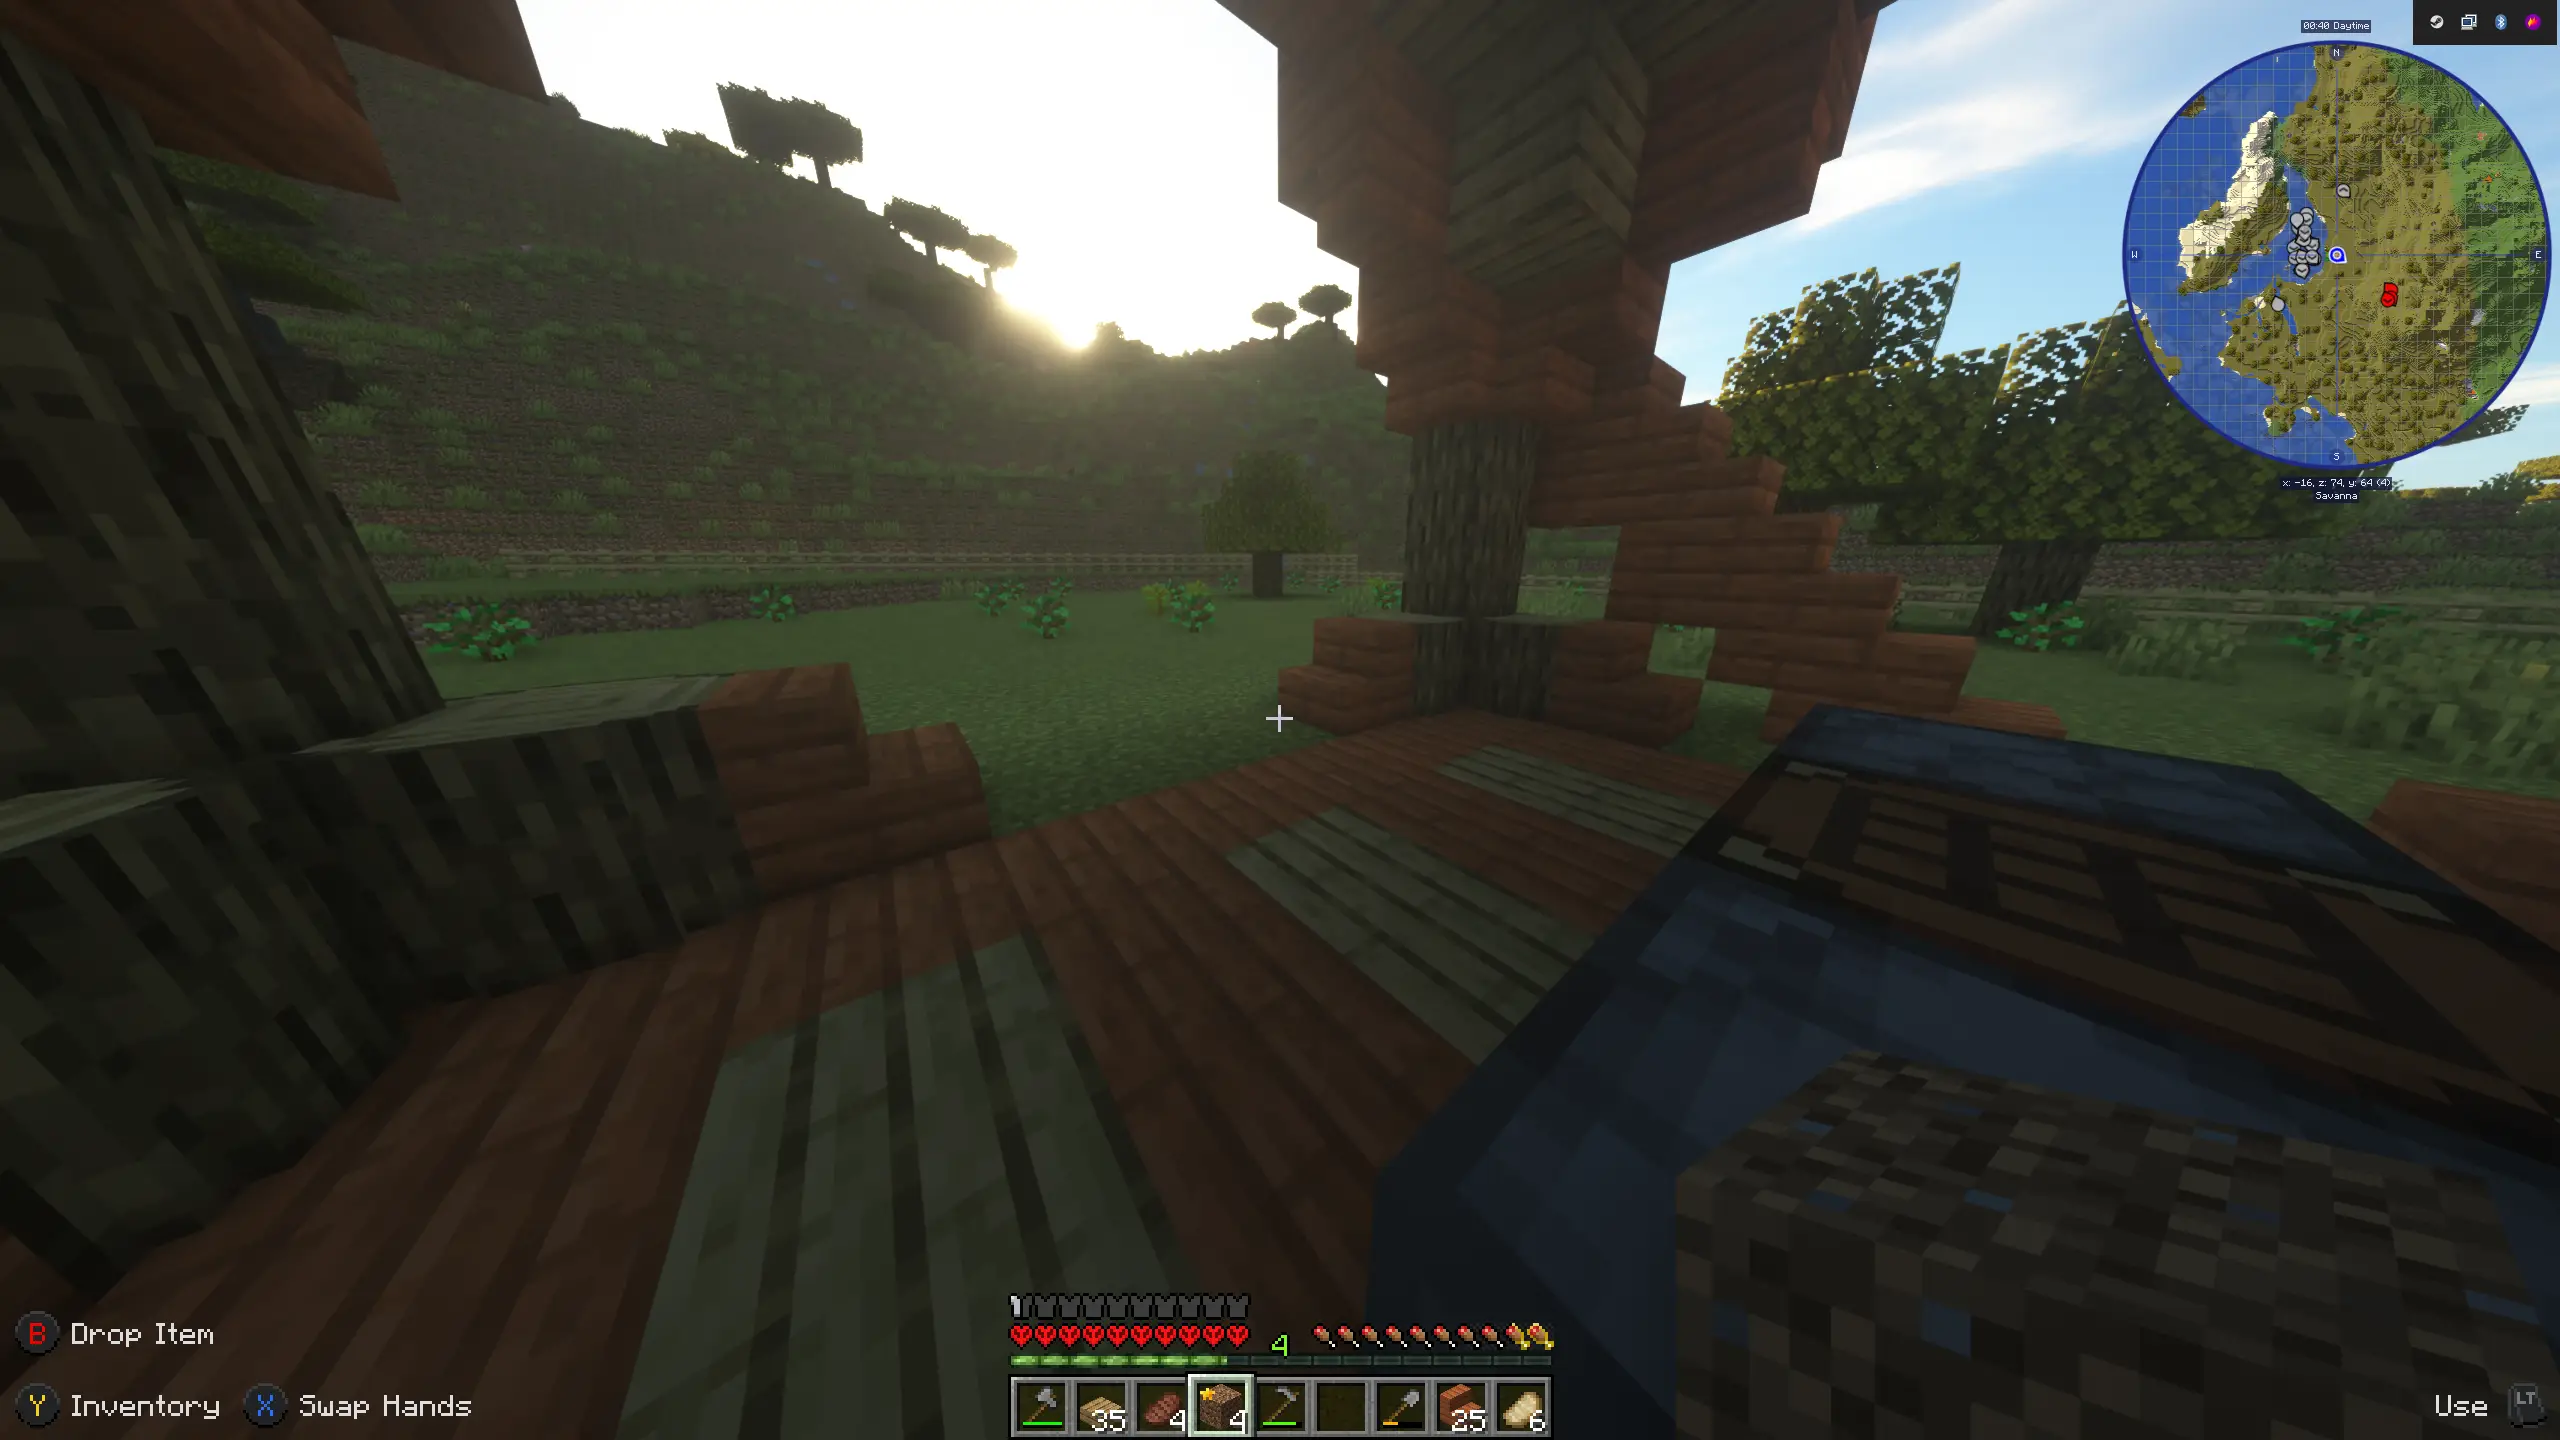 00:40 Daytime
N
W
E
S
x: -16, z: 74, y: 64 (4)
Savanna
B Drop Item
Y Inventory X Swap Hands
Use LT
4
35
4
4
25
6